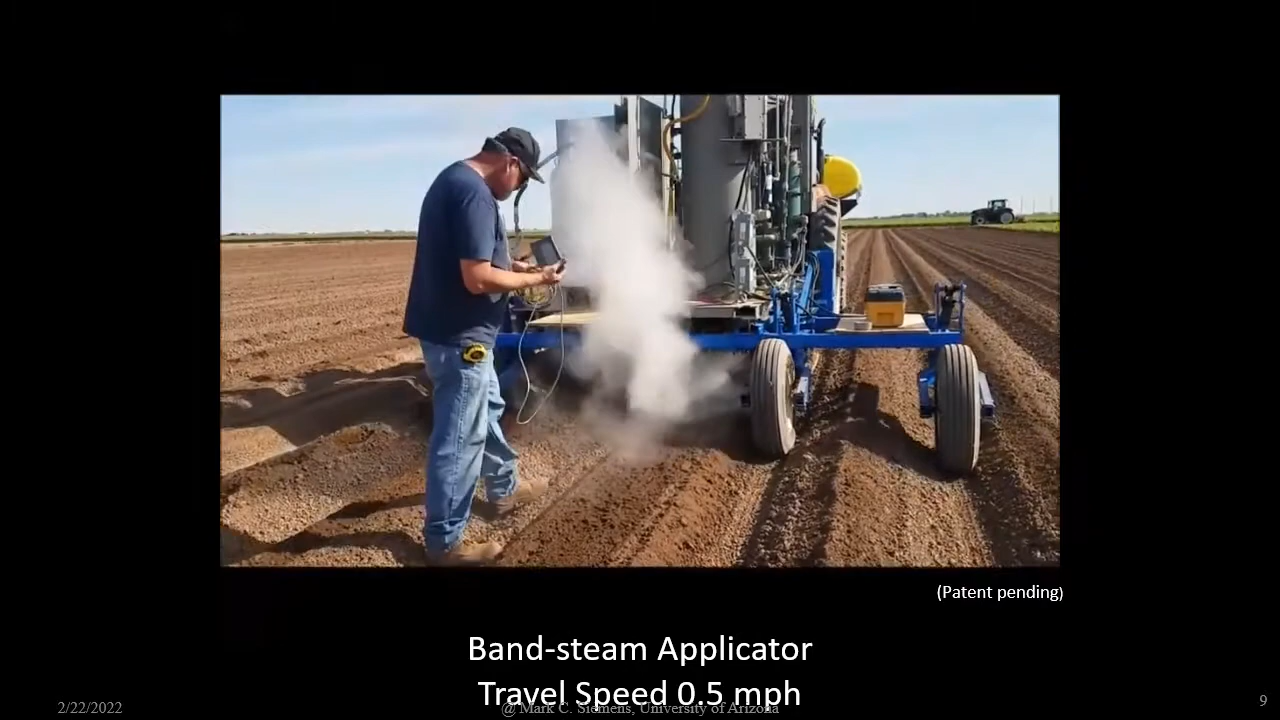 (Patent pending)
Band-steam Applicator
Travel Speed 0.5 mph
2/22/2022
@ Mark C. Siemens, University of Arizona
9